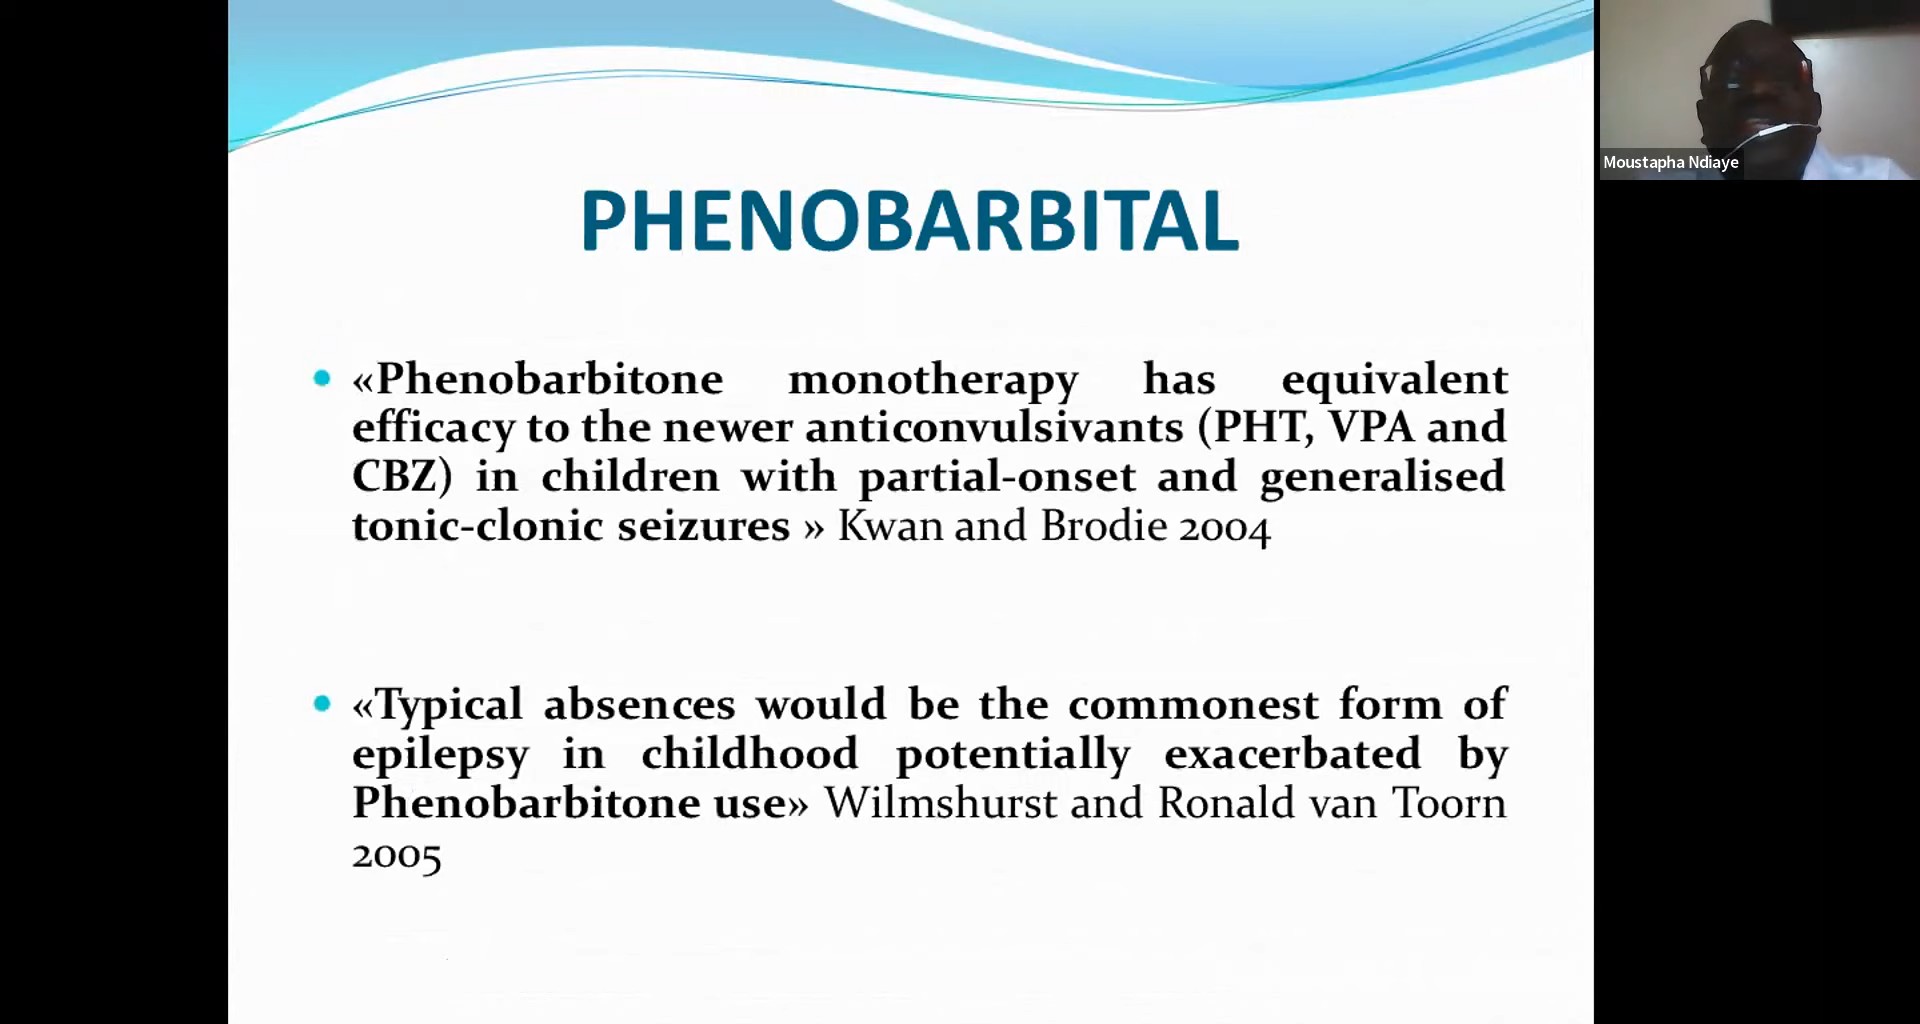 Moustapha Ndiaye
PHENOBARBITAL
• «Phenobarbitone monotherapy has equivalent
efficacy to the newer anticonvulsivants (PHT, VPA and
CBZ) in children with partial-onset and generalised
tonic-clonic seizures » Kwan and Brodie 2004
• «Typical absences would be the commonest form of
epilepsy in childhood potentially exacerbated by
Phenobarbitone use» Wilmshurst and Ronald van Toorn
2005